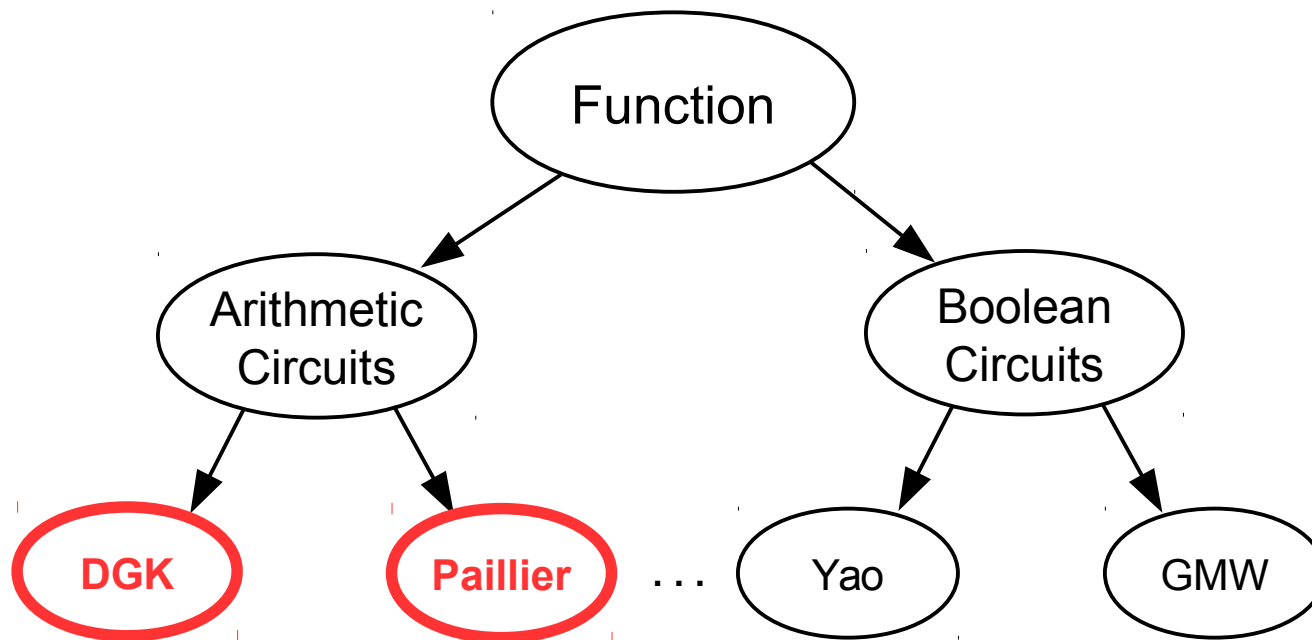 Function
Arithmetic
Circuits
Boolean
Circuits
DGK
Paillier
...
Yao
GMW